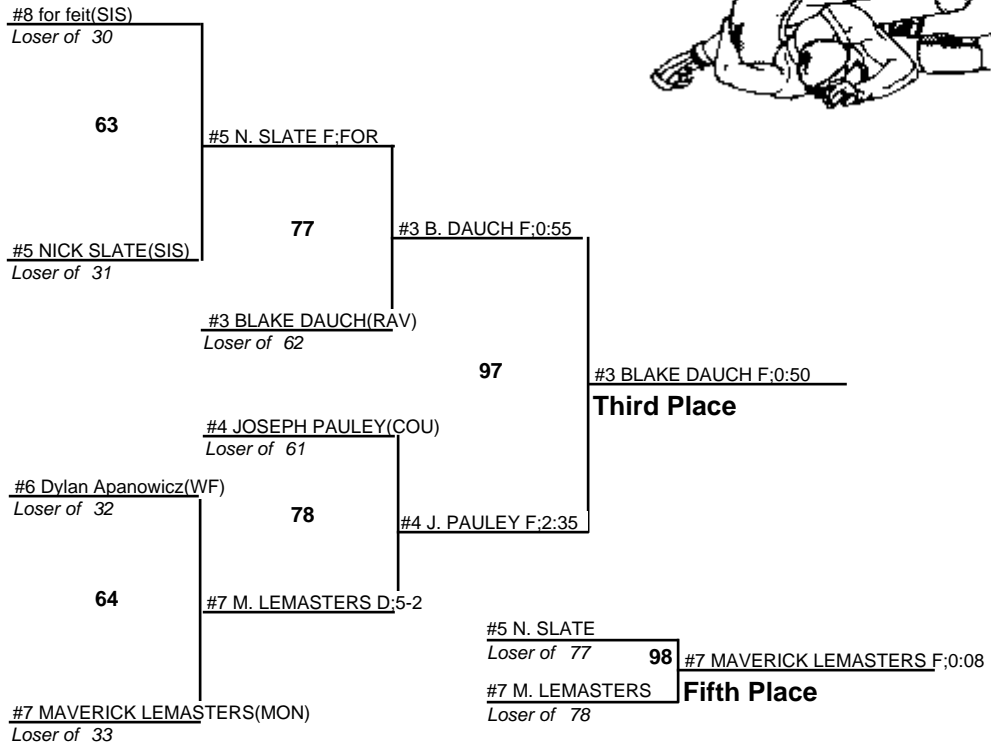 #8 for feit(SIS)
Loser of 30
63
#5 N. SLATE F;FOR
#5 NICK SLATE(SIS)
Loser of 31
77
#3 B. DAUCH F;0:55
#3 BLAKE DAUCH(RAV)
Loser of 62
97
#3 BLAKE DAUCH F;0:50
Third Place
#4 JOSEPH PAULEY(COU)
Loser of 61
#6 Dylan Apanowicz(WF)
Loser of 32
78
#4 J. PAULEY F;2:35
64
#7 M. LEMASTERS D;5-2
#7 MAVERICK LEMASTERS(MON)
Loser of 33
#5 N. SLATE
Loser of 77
98
#7 MAVERICK LEMASTERS F;0:08
#7 M. LEMASTERS
Fifth Place
Loser of 78